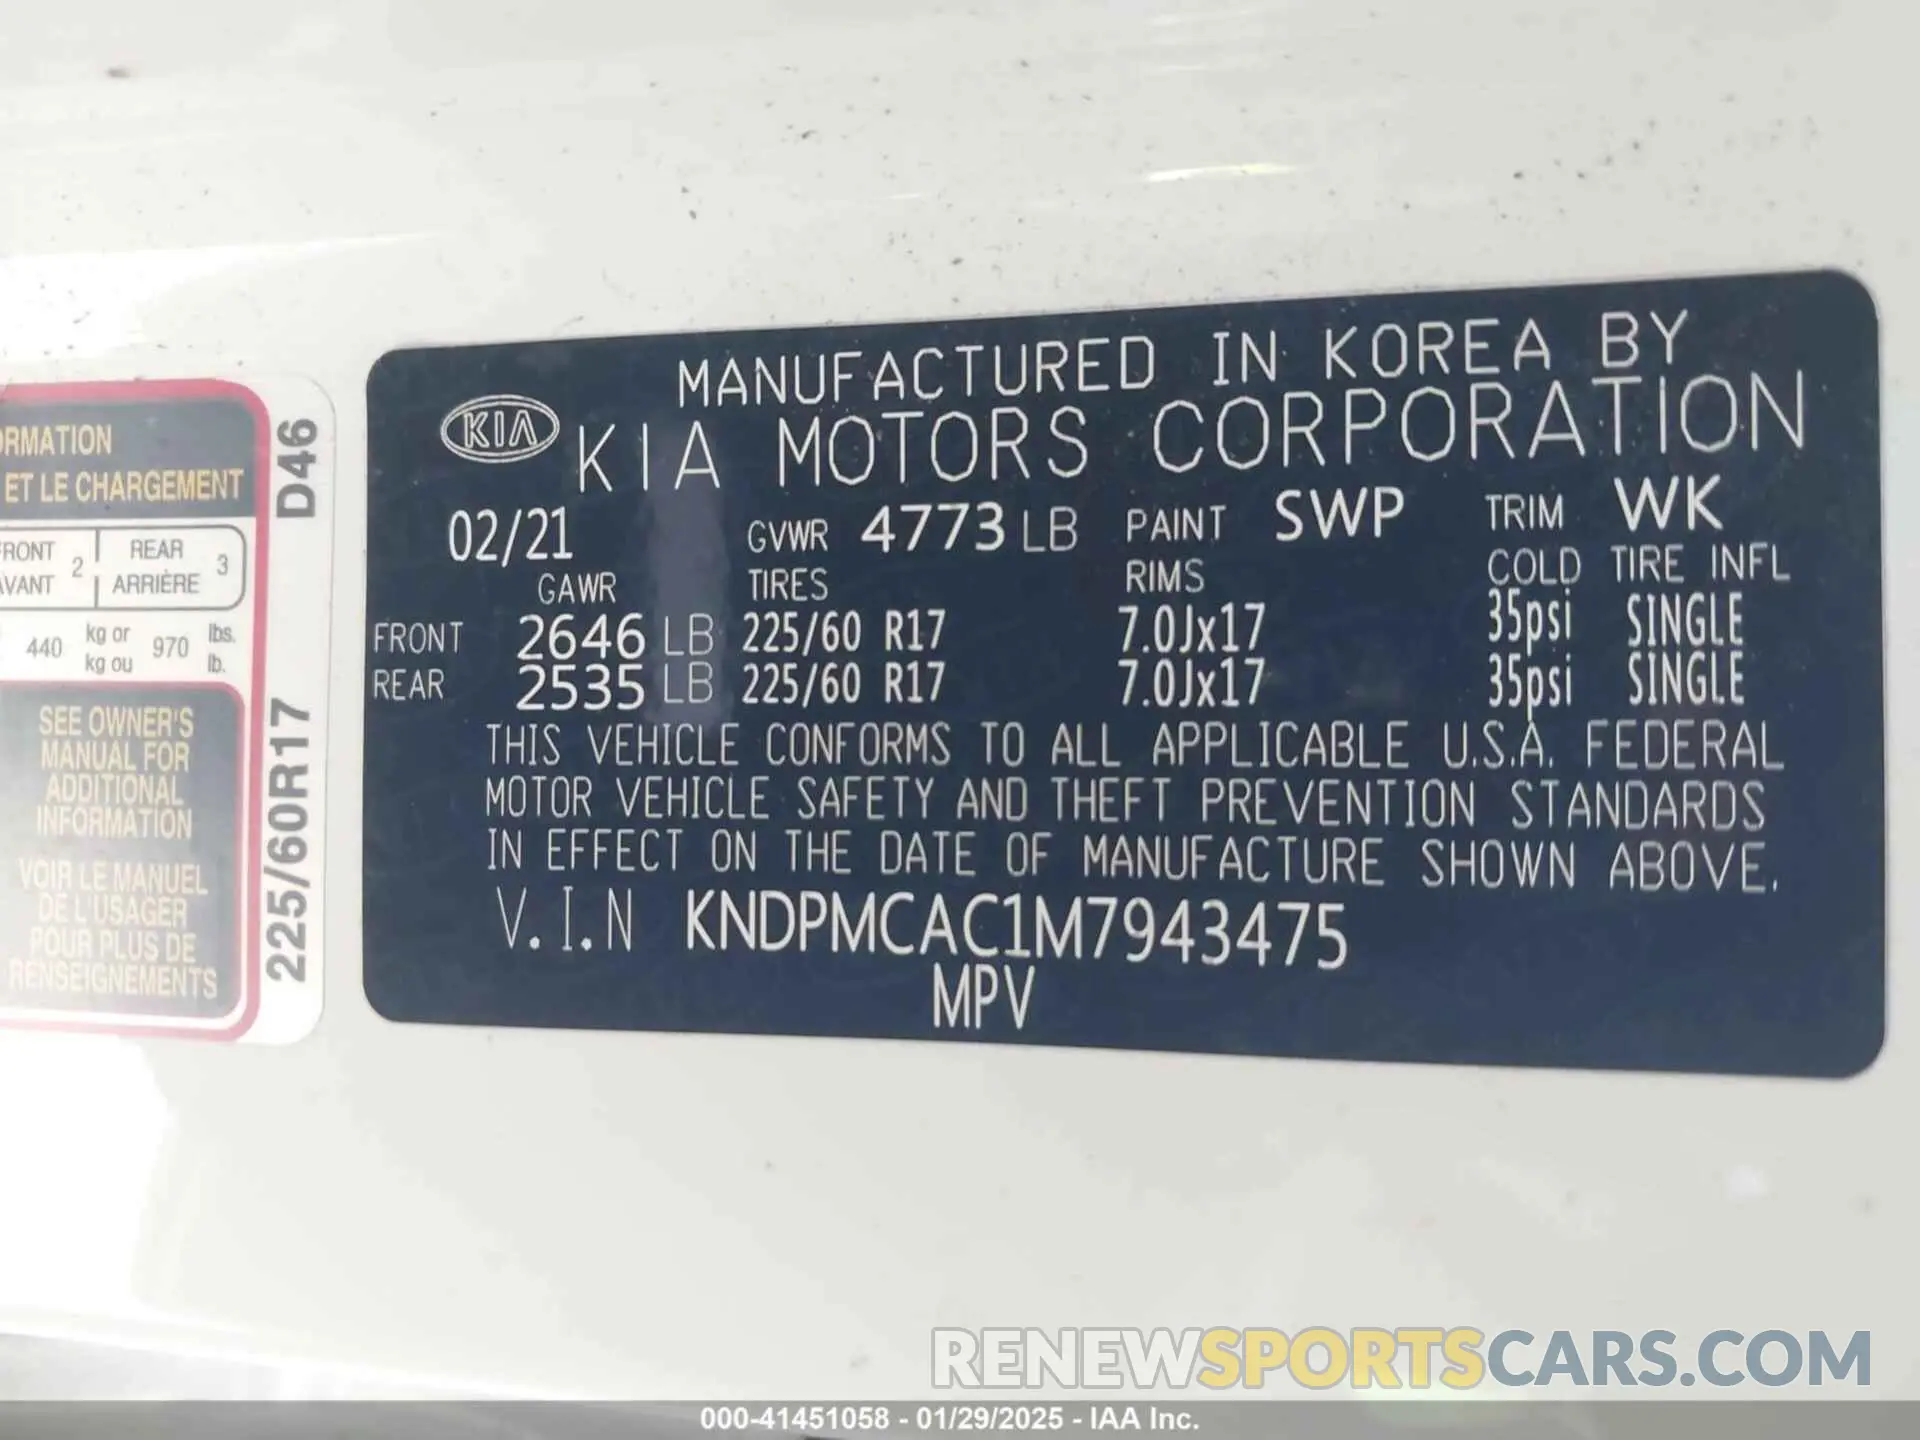 RMATION
ET LE CHARGEMENT
D46
FRONT 2 REAR 3
AVANT ARRIÈRE
440 kg or 970 lbs.
kg ou lb.
SEE OWNER'S
MANUAL FOR
ADDITIONAL
INFORMATION
VOIR LE MANUEL
DE L'USAGER
POUR PLUS DE
RENSEIGNEMENTS
225/60R17
MANUFACTURED IN KOREA BY
KIA KIA MOTORS CORPORATION
02/21 GVWR 4773 LB PAINT SWP TRIM WK
GAWR TIRES RIMS COLD TIRE INFL
FRONT 2646 LB 225/60 R17 7.0Jx17 35psi SINGLE
REAR 2535 LB 225/60 R17 7.0Jx17 35psi SINGLE
THIS VEHICLE CONFORMS TO ALL APPLICABLE U.S.A. FEDERAL
MOTOR VEHICLE SAFETY AND THEFT PREVENTION STANDARDS
IN EFFECT ON THE DATE OF MANUFACTURE SHOWN ABOVE.
V.I.N KNDPMCAC1M7943475
MPV
RENEWSPORTSCARS.COM
000-41451058 - 01/29/2025 - IAA Inc.